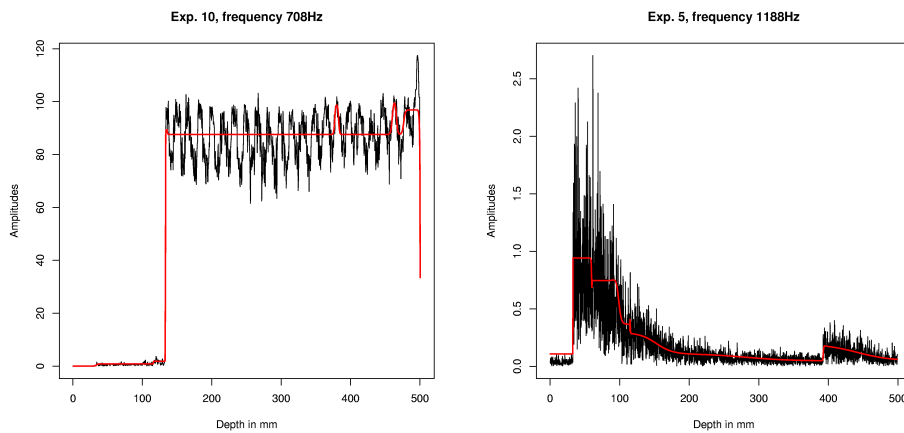 Exp. 10, frequency 708Hz
120
100
80
60
40
20
0
Amplitudes
0 100 200 300 400 500
Depth in mm
Exp. 5, frequency 1188Hz
2.5
2.0
1.5
1.0
0.5
0.0
Amplitudes
0 100 200 300 400 500
Depth in mm